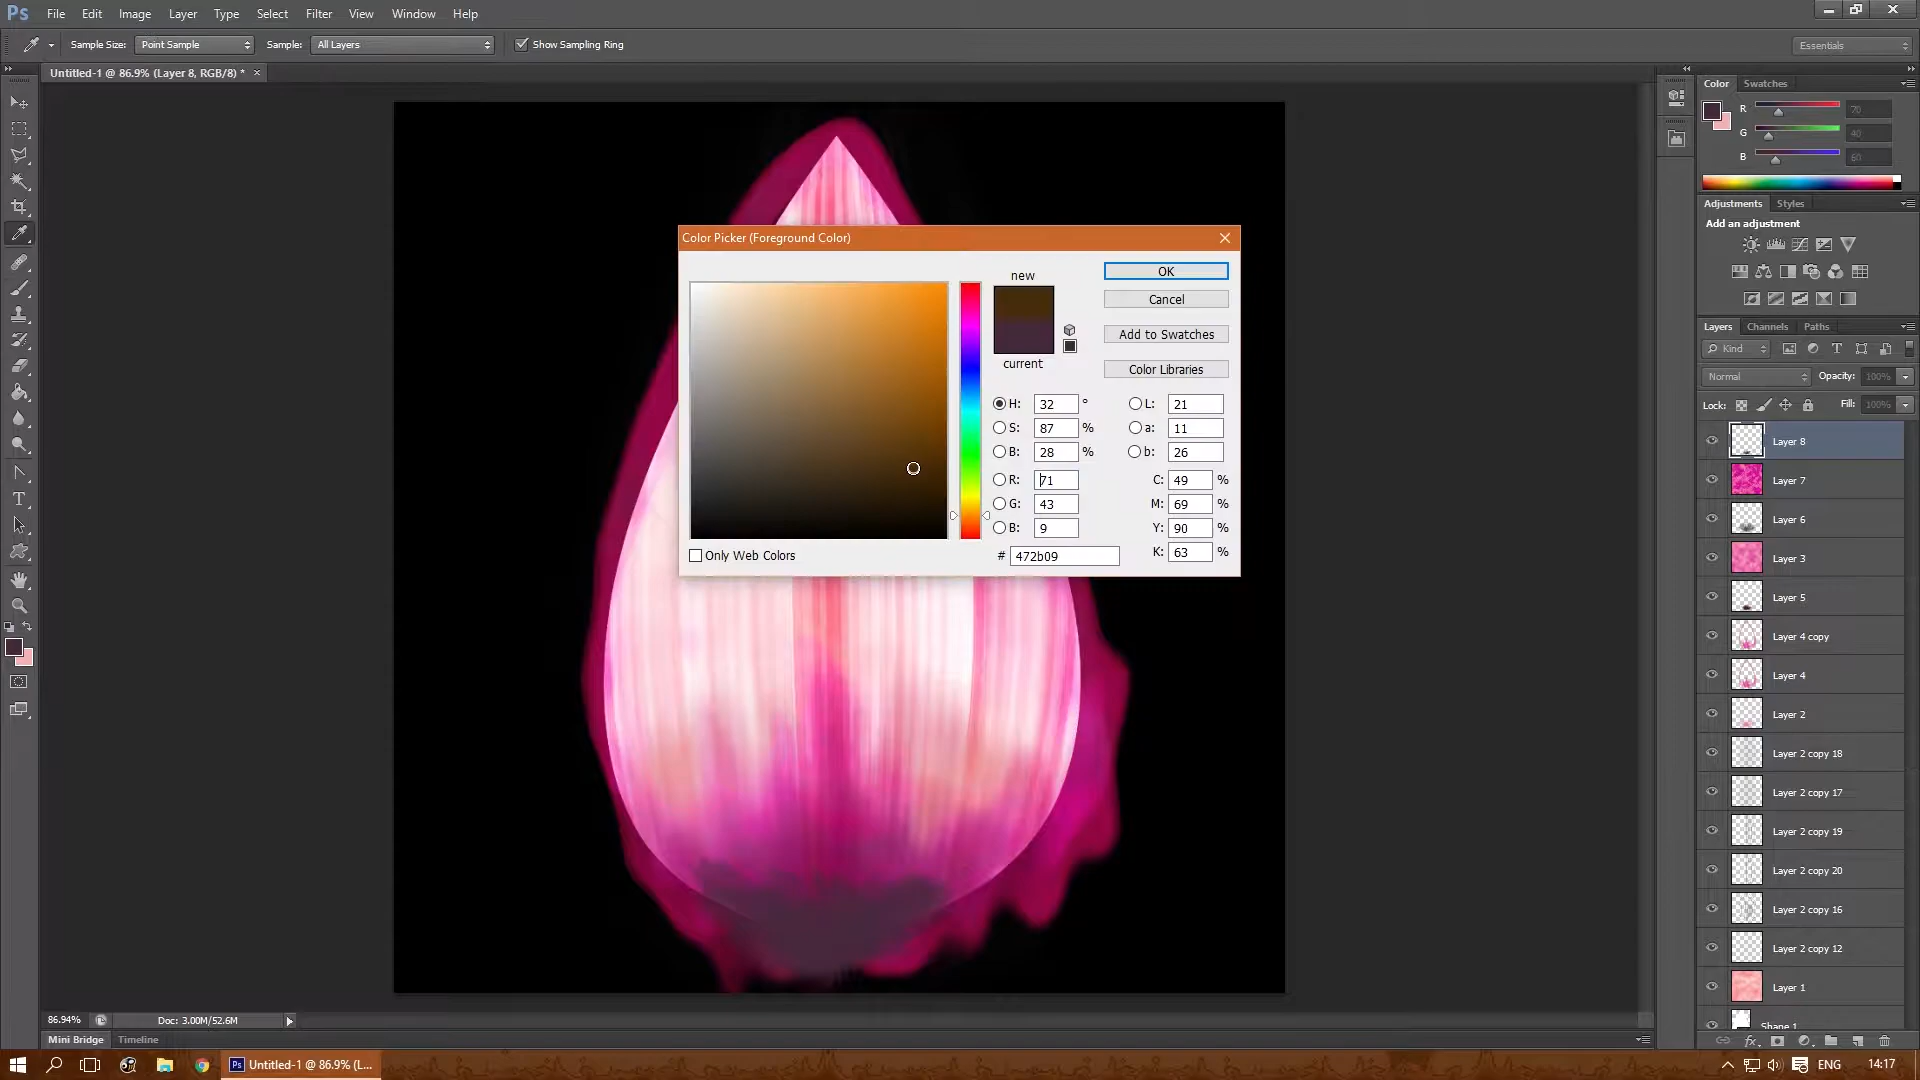 Ps File Edit Image Layer Type Select Filter View Window Help
Sample Size: Point Sample Sample: All Layers Show Sampling Ring Essentials
Untitled-1 @ 86.9% (Layer 8, RGB/8) * ×
Color Swatches
R 70
G 40
B 60
Adjustments Styles
Add an adjustment
Layers Channels Paths
Kind
Normal Opacity: 100%
Lock: Fill: 100%
Layer 8
Layer 7
Layer 6
Layer 3
Layer 5
Layer 4 copy
Layer 4
Layer 2
Layer 2 copy 18
Layer 2 copy 17
Layer 2 copy 19
Layer 2 copy 20
Layer 2 copy 16
Layer 2 copy 12
Layer 1
Shape 1
Color Picker (Foreground Color)
new
current
OK
Cancel
Add to Swatches
Color Libraries
H: 32 ° L: 21
S: 87 % a: 11
B: 28 % b: 26
R: 71 C: 49 %
G: 43 M: 69 %
B: 9 Y: 90 %
# 472b09 K: 63 %
Only Web Colors
86.94% Doc: 3.00M/52.6M
Mini Bridge Timeline
Ps Untitled-1 @ 86.9% (L... ENG 14:17